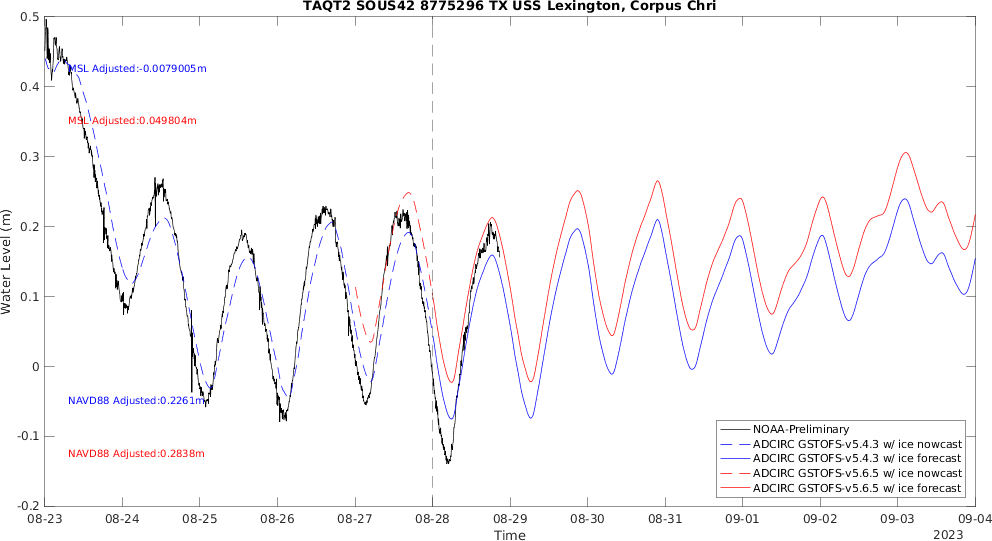 TAQT2 SOUS42 8775296 TX USS Lexington, Corpus Chri
0.5
0.4
0.3
0.2
0.1
0
-0.1
-0.2
Water Level (m)
MSL Adjusted:-0.0079005m
MSL Adjusted:0.049804m
NAVD88 Adjusted:0.2261m
NAVD88 Adjusted:0.2838m
NOAA-Preliminary
ADCIRC GSTOFS-v5.4.3 w/ ice nowcast
ADCIRC GSTOFS-v5.4.3 w/ ice forecast
ADCIRC GSTOFS-v5.6.5 w/ ice nowcast
ADCIRC GSTOFS-v5.6.5 w/ ice forecast
08-23 08-24 08-25 08-26 08-27 08-28 08-29 08-30 08-31 09-01 09-02 09-03 09-04
Time
2023